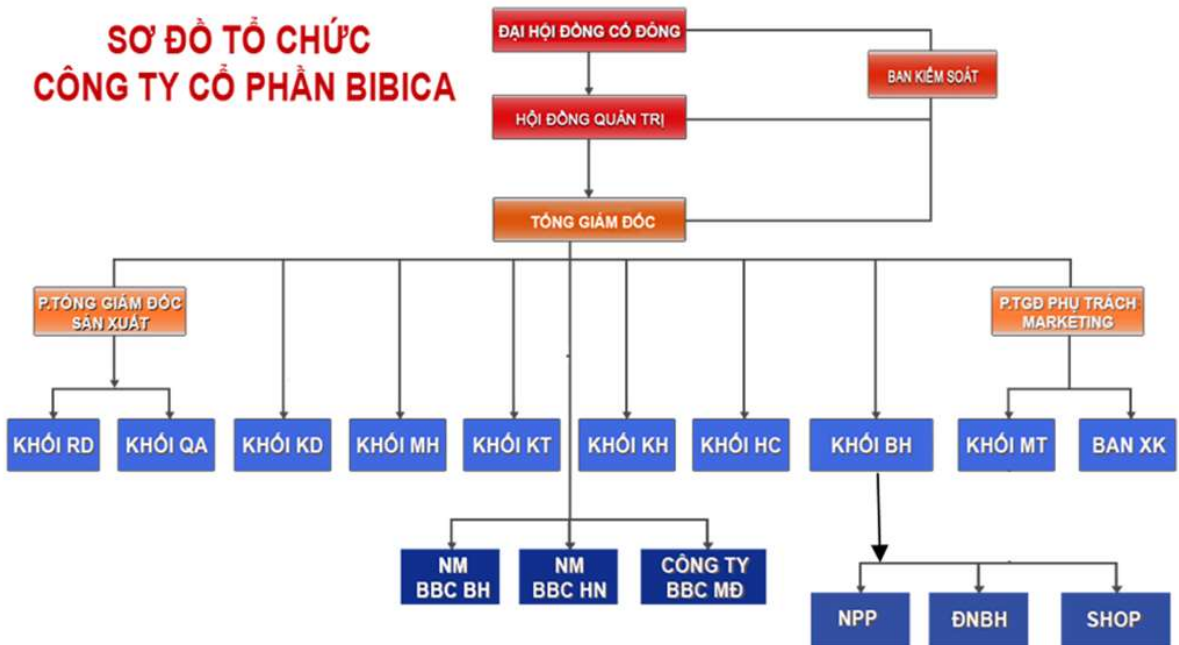 SƠ ĐỒ TỔ CHỨC
CÔNG TY CỔ PHẦN BIBICA
ĐẠI HỘI ĐỒNG CỔ ĐÔNG
BAN KIỂM SOÁT
HỘI ĐỒNG QUẢN TRỊ
TỔNG GIÁM ĐỐC
P.TỔNG GIÁM ĐỐC
SẢN XUẤT
P.TGĐ PHỤ TRÁCH
MARKETING
KHỐI RD
KHỐI QA
KHỐI KD
KHỐI MH
KHỐI KT
KHỐI KH
KHỐI HC
KHỐI BH
KHỐI MT
BAN XK
NM
BBC BH
NM
BBC HN
CÔNG TY
BBC MĐ
NPP
ĐNBH
SHOP